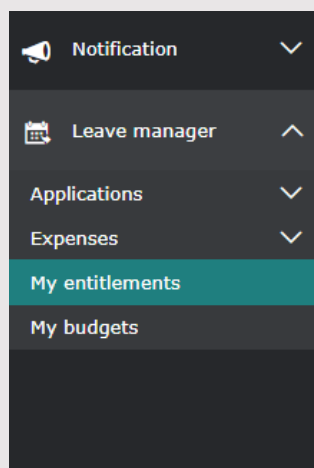 Notification
Leave manager
Applications
Expenses
My entitlements
My budgets